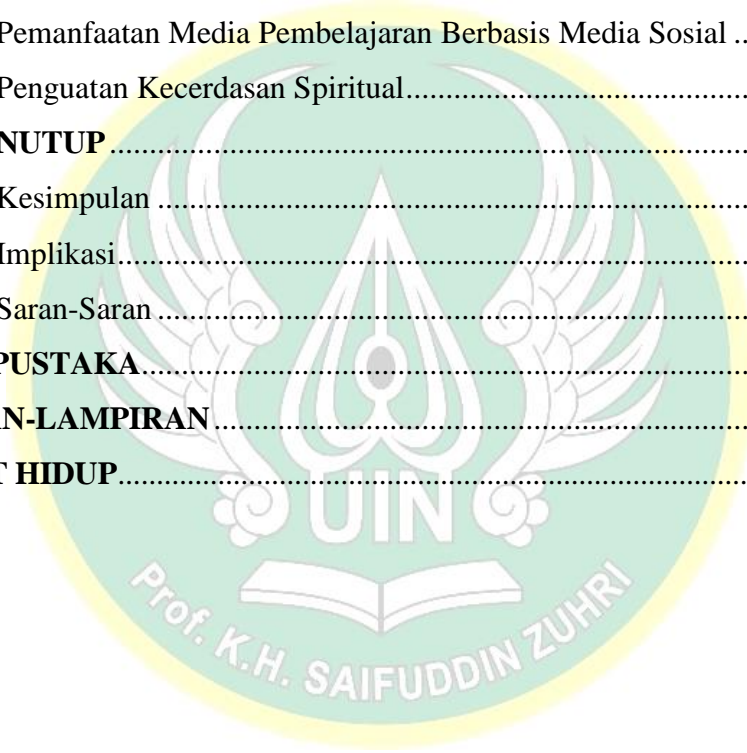 Pemanfaatan Media Pembelajaran Berbasis Media Sosial ..
Penguatan Kecerdasan Spiritual...............................................
NUTUP...............................................................................
Kesimpulan..........................................................................
Implikasi................................................................................
Saran-Saran..........................................................................
PUSTAKA...........................................................................
AN-LAMPIRAN....................................................................
T HIDUP..............................................................................
UIN
Prof. K.H. SAIFUDDIN ZUHRI